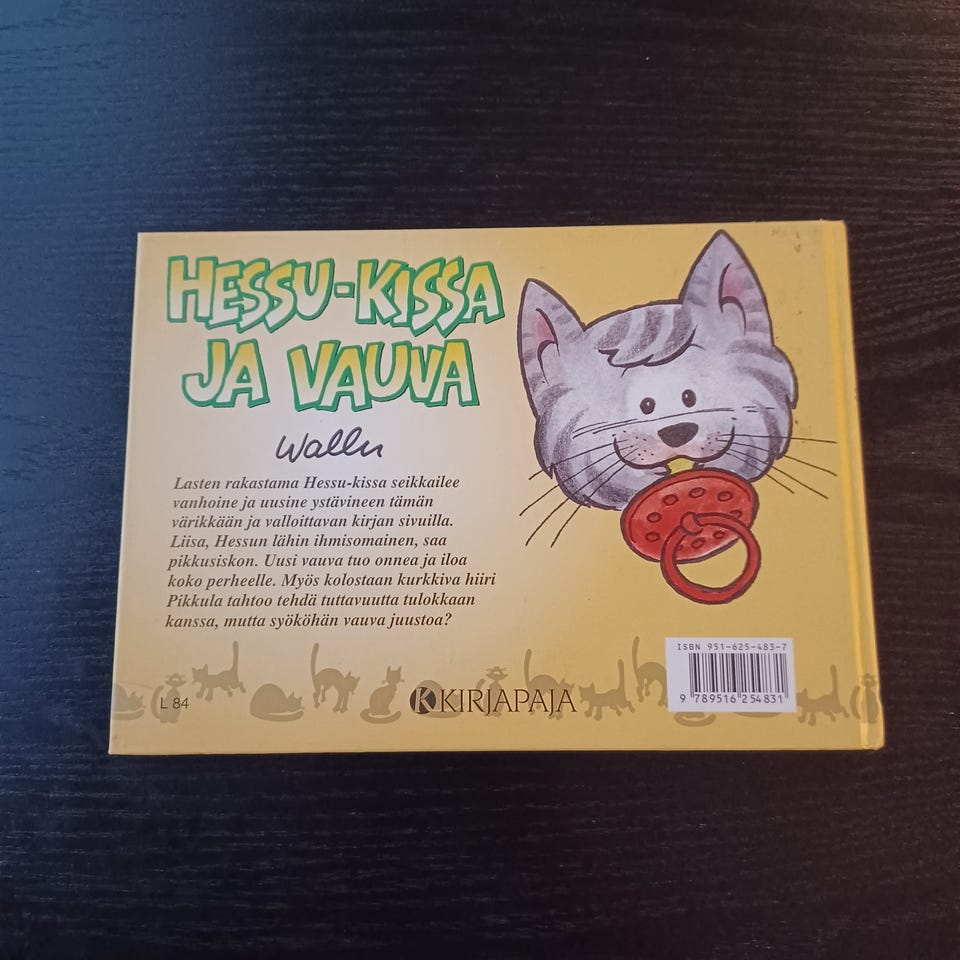 HESSU-KISSA
JA VAUVA
Wallu
Lasten rakastama Hessu-kissa seikkailee
vanhoine ja uusine ystävineen tämän
värikkään ja valloittavan kirjan sivuilla.
Liisa, Hessun lähin ihmisomainen, saa
pikkusiskon. Uusi vauva tuo onnea ja iloa
koko perheelle. Myös kolostaan kurkkiva hiiri
Pikkula tahtoo tehdä tuttavuutta tulokkaan
kanssa, mutta syököhän vauva juustoa?
ISBN 951-625-483-7
9 789516 254831
L 84
K KIRJAPAJA